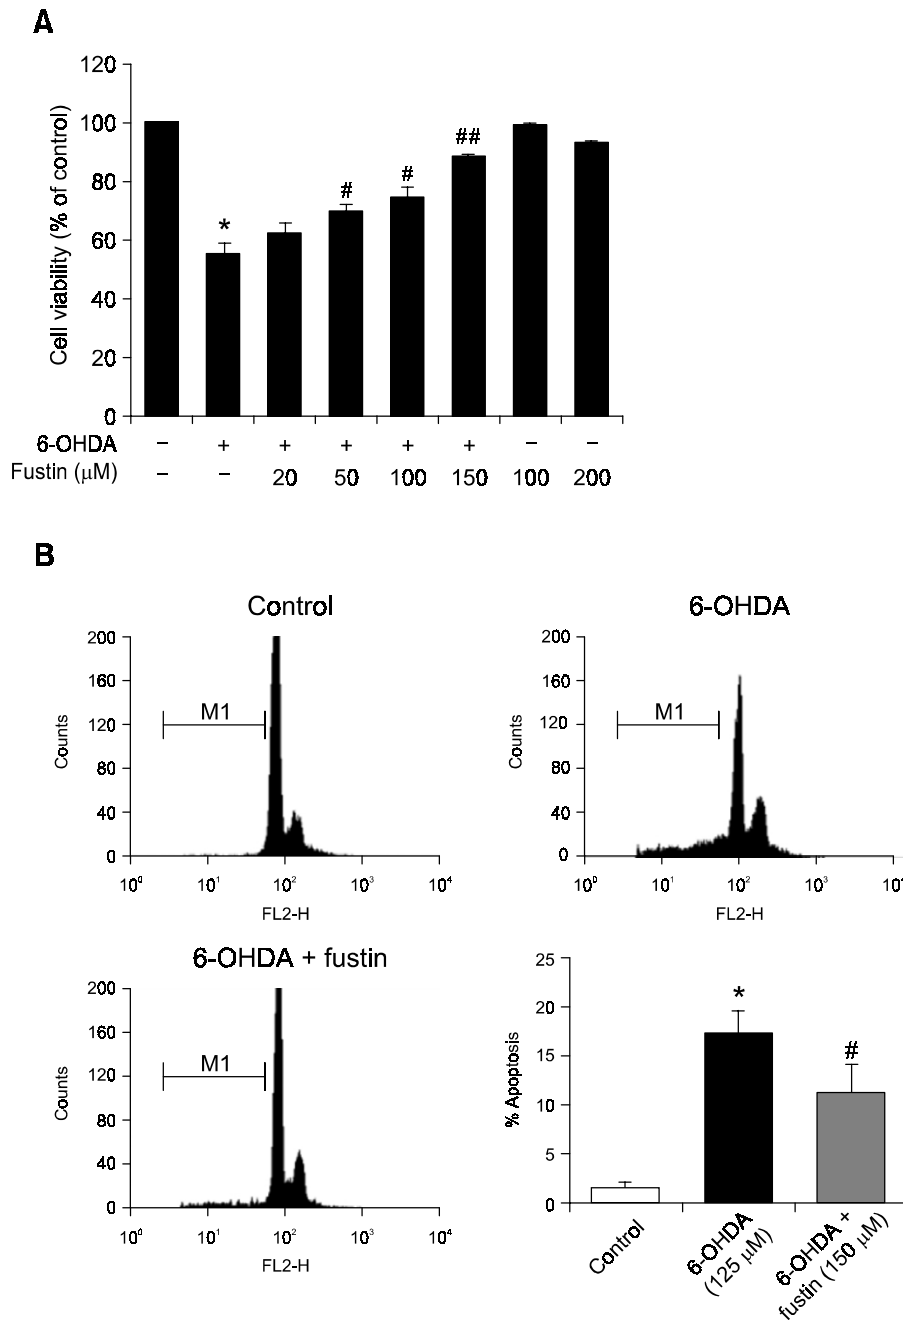 A
120
100
80
60
40
20
0
Cell viability (% of control)
*
#
#
##
6-OHDA – + + + + + – –
Fustin (μM) – – 20 50 100 150 100 200
B
Control
200
160
120
80
40
0
Counts
M1
10⁰ 10¹ 10² 10³ 10⁴
FL2-H
6-OHDA
200
160
120
80
40
0
Counts
M1
10⁰ 10¹ 10² 10³ 10⁴
FL2-H
6-OHDA + fustin
200
160
120
80
40
0
Counts
M1
10⁰ 10¹ 10² 10³ 10⁴
FL2-H
25
20
15
10
5
0
% Apoptosis
*
#
Control
6-OHDA
(125 μM)
6-OHDA +
fustin (150 μM)